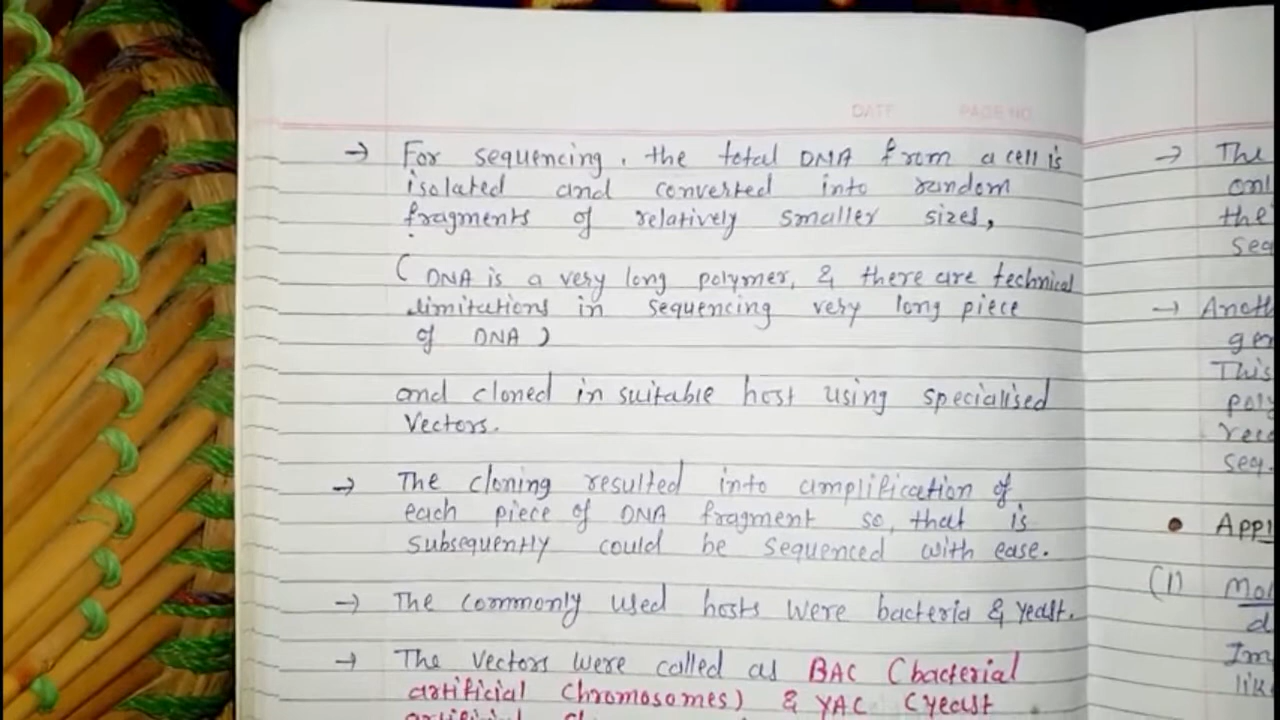 DATE PAGE NO.
→ For sequencing, the total DNA from a cell is
isolated and converted into random
fragments of relatively smaller sizes,
( DNA is a very long polymer, & there are technical
limitations in sequencing very long piece
of DNA )
and cloned in suitable host using specialised
Vectors.
→ The cloning resulted into amplification of
each piece of DNA fragment so, that is
subsequently could be sequenced with ease.
→ The commonly used hosts were bacteria & yeast.
→ The Vectors were called as BAC (bacterial
artificial chromosomes) & YAC (yeast
→ The
the
→
This
(1)